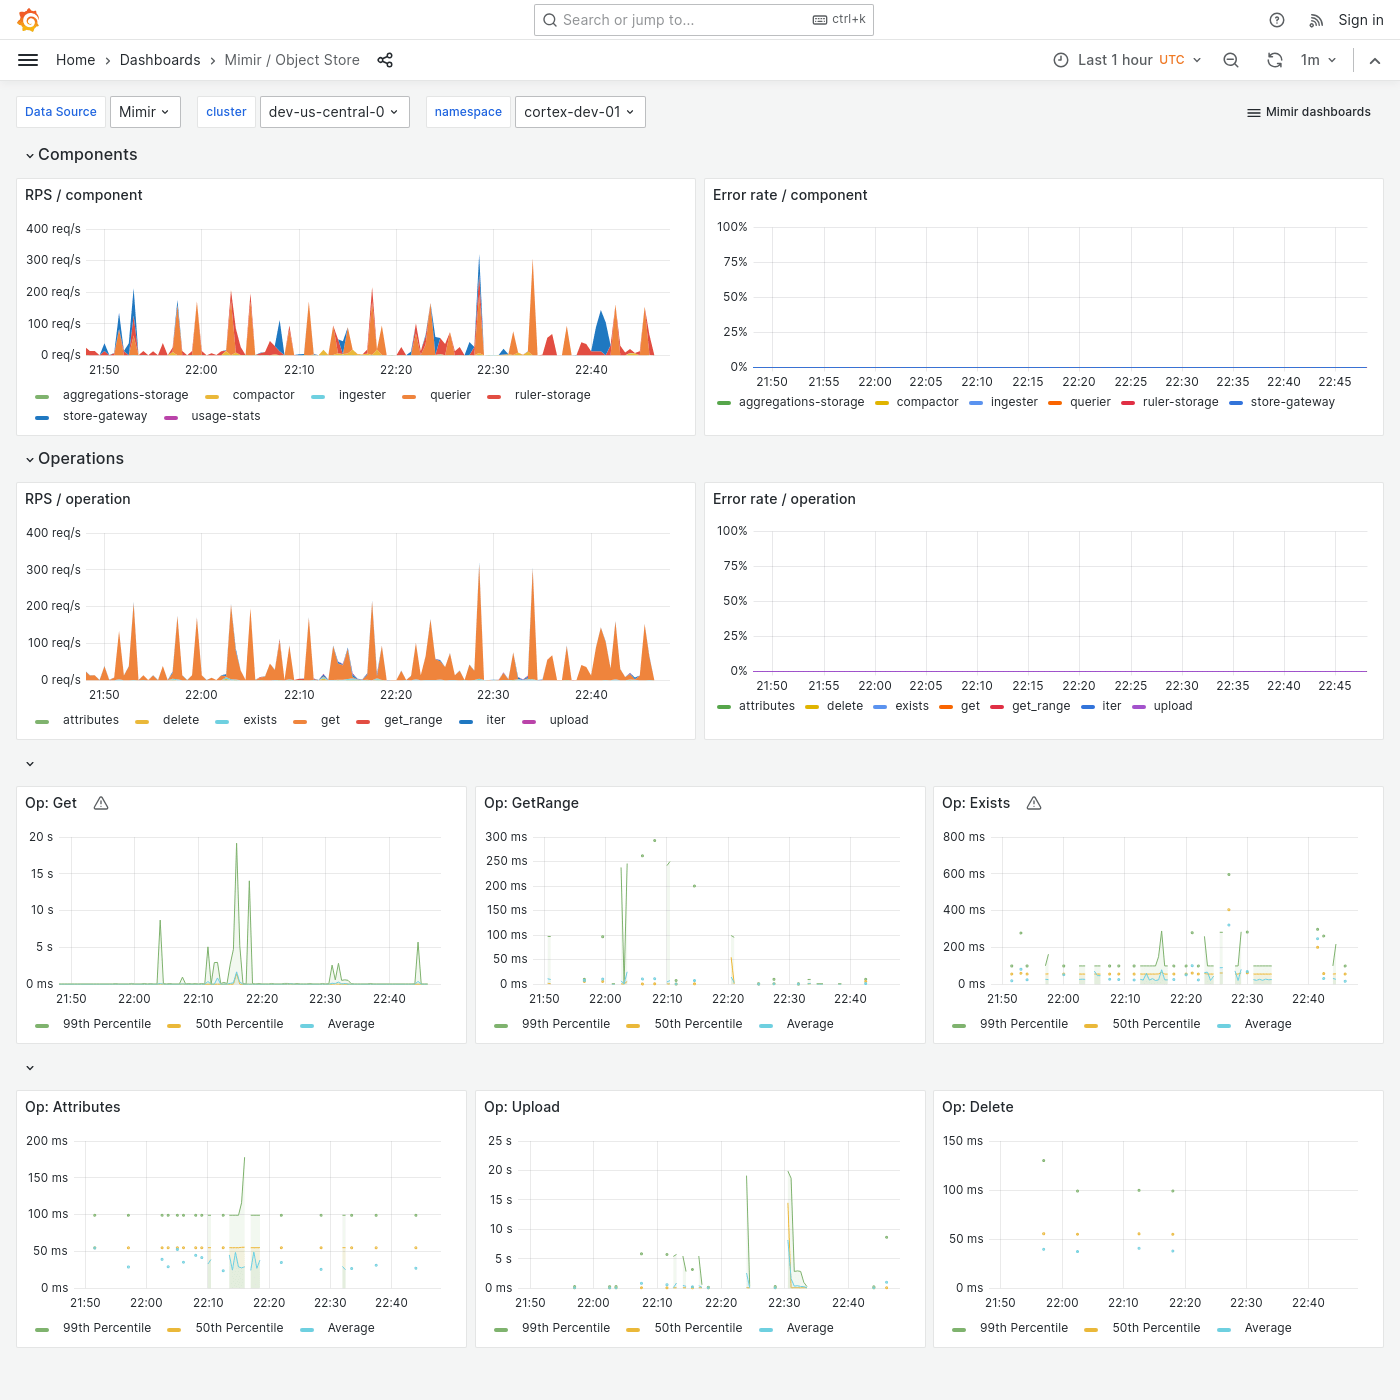 Search or jump to... ctrl+k Sign in
Home Dashboards Mimir / Object Store Last 1 hour UTC 1m
Data Source Mimir cluster dev-us-central-0 namespace cortex-dev-01 Mimir dashboards
Components
RPS / component
400 req/s
300 req/s
200 req/s
100 req/s
0 req/s
21:50 22:00 22:10 22:20 22:30 22:40
aggregations-storage compactor ingester querier ruler-storage
store-gateway usage-stats
Error rate / component
100%
75%
50%
25%
0%
21:50 21:55 22:00 22:05 22:10 22:15 22:20 22:25 22:30 22:35 22:40 22:45
aggregations-storage compactor ingester querier ruler-storage store-gateway
Operations
RPS / operation
400 req/s
300 req/s
200 req/s
100 req/s
0 req/s
21:50 22:00 22:10 22:20 22:30 22:40
attributes delete exists get get_range iter upload
Error rate / operation
100%
75%
50%
25%
0%
21:50 21:55 22:00 22:05 22:10 22:15 22:20 22:25 22:30 22:35 22:40 22:45
attributes delete exists get get_range iter upload
Op: Get
20 s
15 s
10 s
5 s
0 ms
21:50 22:00 22:10 22:20 22:30 22:40
99th Percentile 50th Percentile Average
Op: GetRange
300 ms
250 ms
200 ms
150 ms
100 ms
50 ms
0 ms
21:50 22:00 22:10 22:20 22:30 22:40
99th Percentile 50th Percentile Average
Op: Exists
800 ms
600 ms
400 ms
200 ms
0 ms
21:50 22:00 22:10 22:20 22:30 22:40
99th Percentile 50th Percentile Average
Op: Attributes
200 ms
150 ms
100 ms
50 ms
0 ms
21:50 22:00 22:10 22:20 22:30 22:40
99th Percentile 50th Percentile Average
Op: Upload
25 s
20 s
15 s
10 s
5 s
0 ms
21:50 22:00 22:10 22:20 22:30 22:40
99th Percentile 50th Percentile Average
Op: Delete
150 ms
100 ms
50 ms
0 ms
21:50 22:00 22:10 22:20 22:30 22:40
99th Percentile 50th Percentile Average